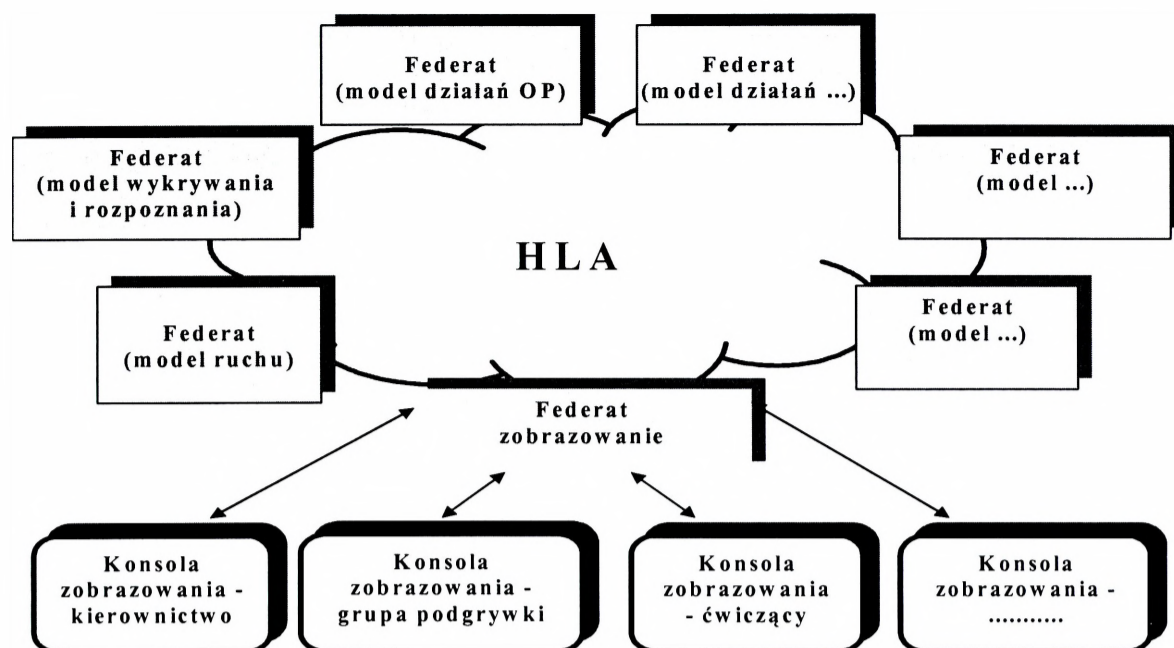 Federat
(model działań OP)
Federat
(model działań ...)
Federat
(model wykrywania
i rozpoznania)
Federat
(model ...)
HLA
Federat
(model ruchu)
Federat
(model ...)
Federat
zobrazowanie
Konsola
zobrazowania -
kierownictwo
Konsola
zobrazowania -
grupa podgrywki
Konsola
zobrazowania
- ćwiczący
Konsola
zobrazowania -
...........